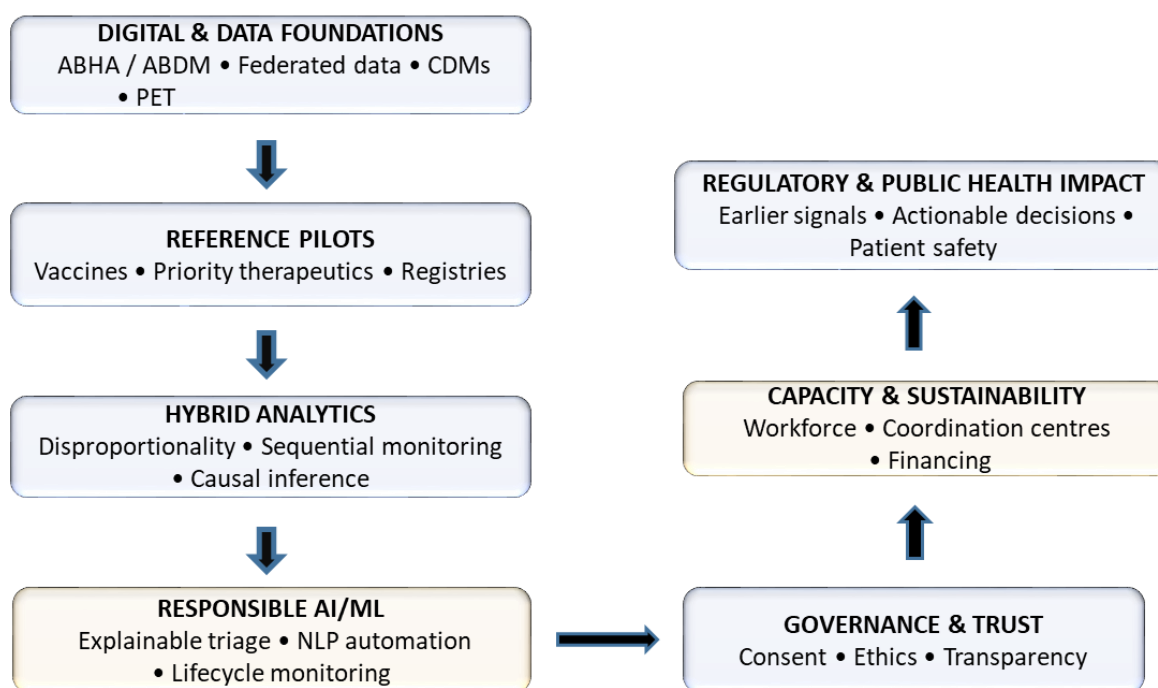 DIGITAL & DATA FOUNDATIONS
ABHA / ABDM • Federated data • CDMs
• PET
REFERENCE PILOTS
Vaccines • Priority therapeutics • Registries
HYBRID ANALYTICS
Disproportionality • Sequential monitoring
• Causal inference
RESPONSIBLE AI/ML
Explainable triage • NLP automation
• Lifecycle monitoring
GOVERNANCE & TRUST
Consent • Ethics • Transparency
CAPACITY & SUSTAINABILITY
Workforce • Coordination centres
• Financing
REGULATORY & PUBLIC HEALTH IMPACT
Earlier signals • Actionable decisions •
Patient safety